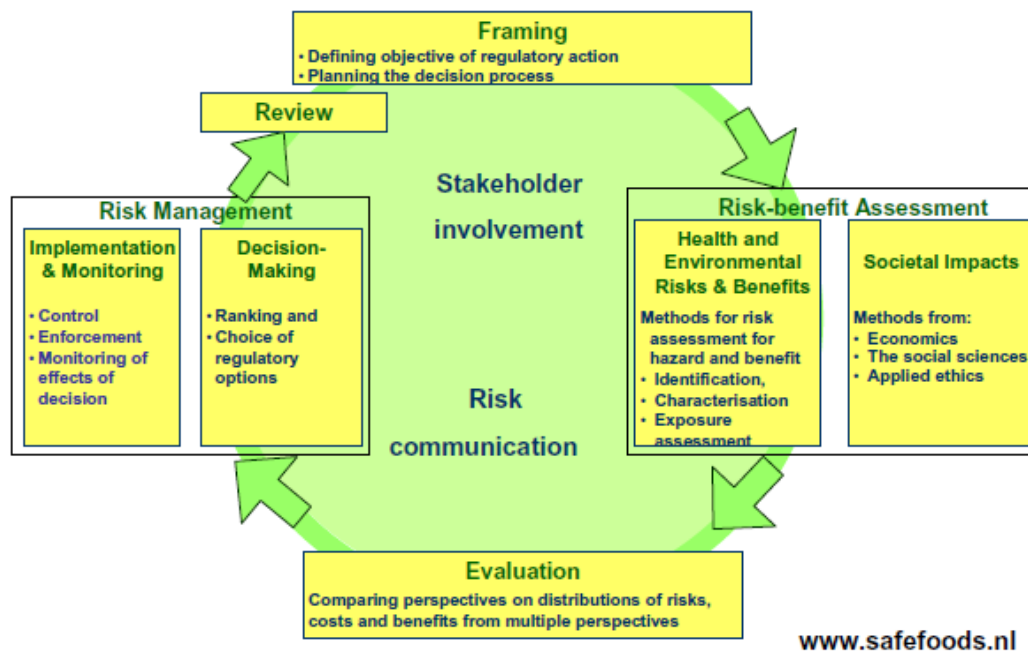 Framing
• Defining objective of regulatory action
• Planning the decision process
Review
Stakeholder
involvement
Risk
communication
Risk-benefit Assessment
Health and
Environmental
Risks & Benefits
Methods for risk
assessment for
hazard and benefit
• Identification,
• Characterisation
• Exposure
assessment
Societal Impacts
Methods from:
• Economics
• The social sciences
• Applied ethics
Evaluation
Comparing perspectives on distributions of risks,
costs and benefits from multiple perspectives
Risk Management
Implementation
& Monitoring
• Control
• Enforcement
• Monitoring of
effects of
decision
Decision-
Making
• Ranking and
• Choice of
regulatory
options
www.safefoods.nl